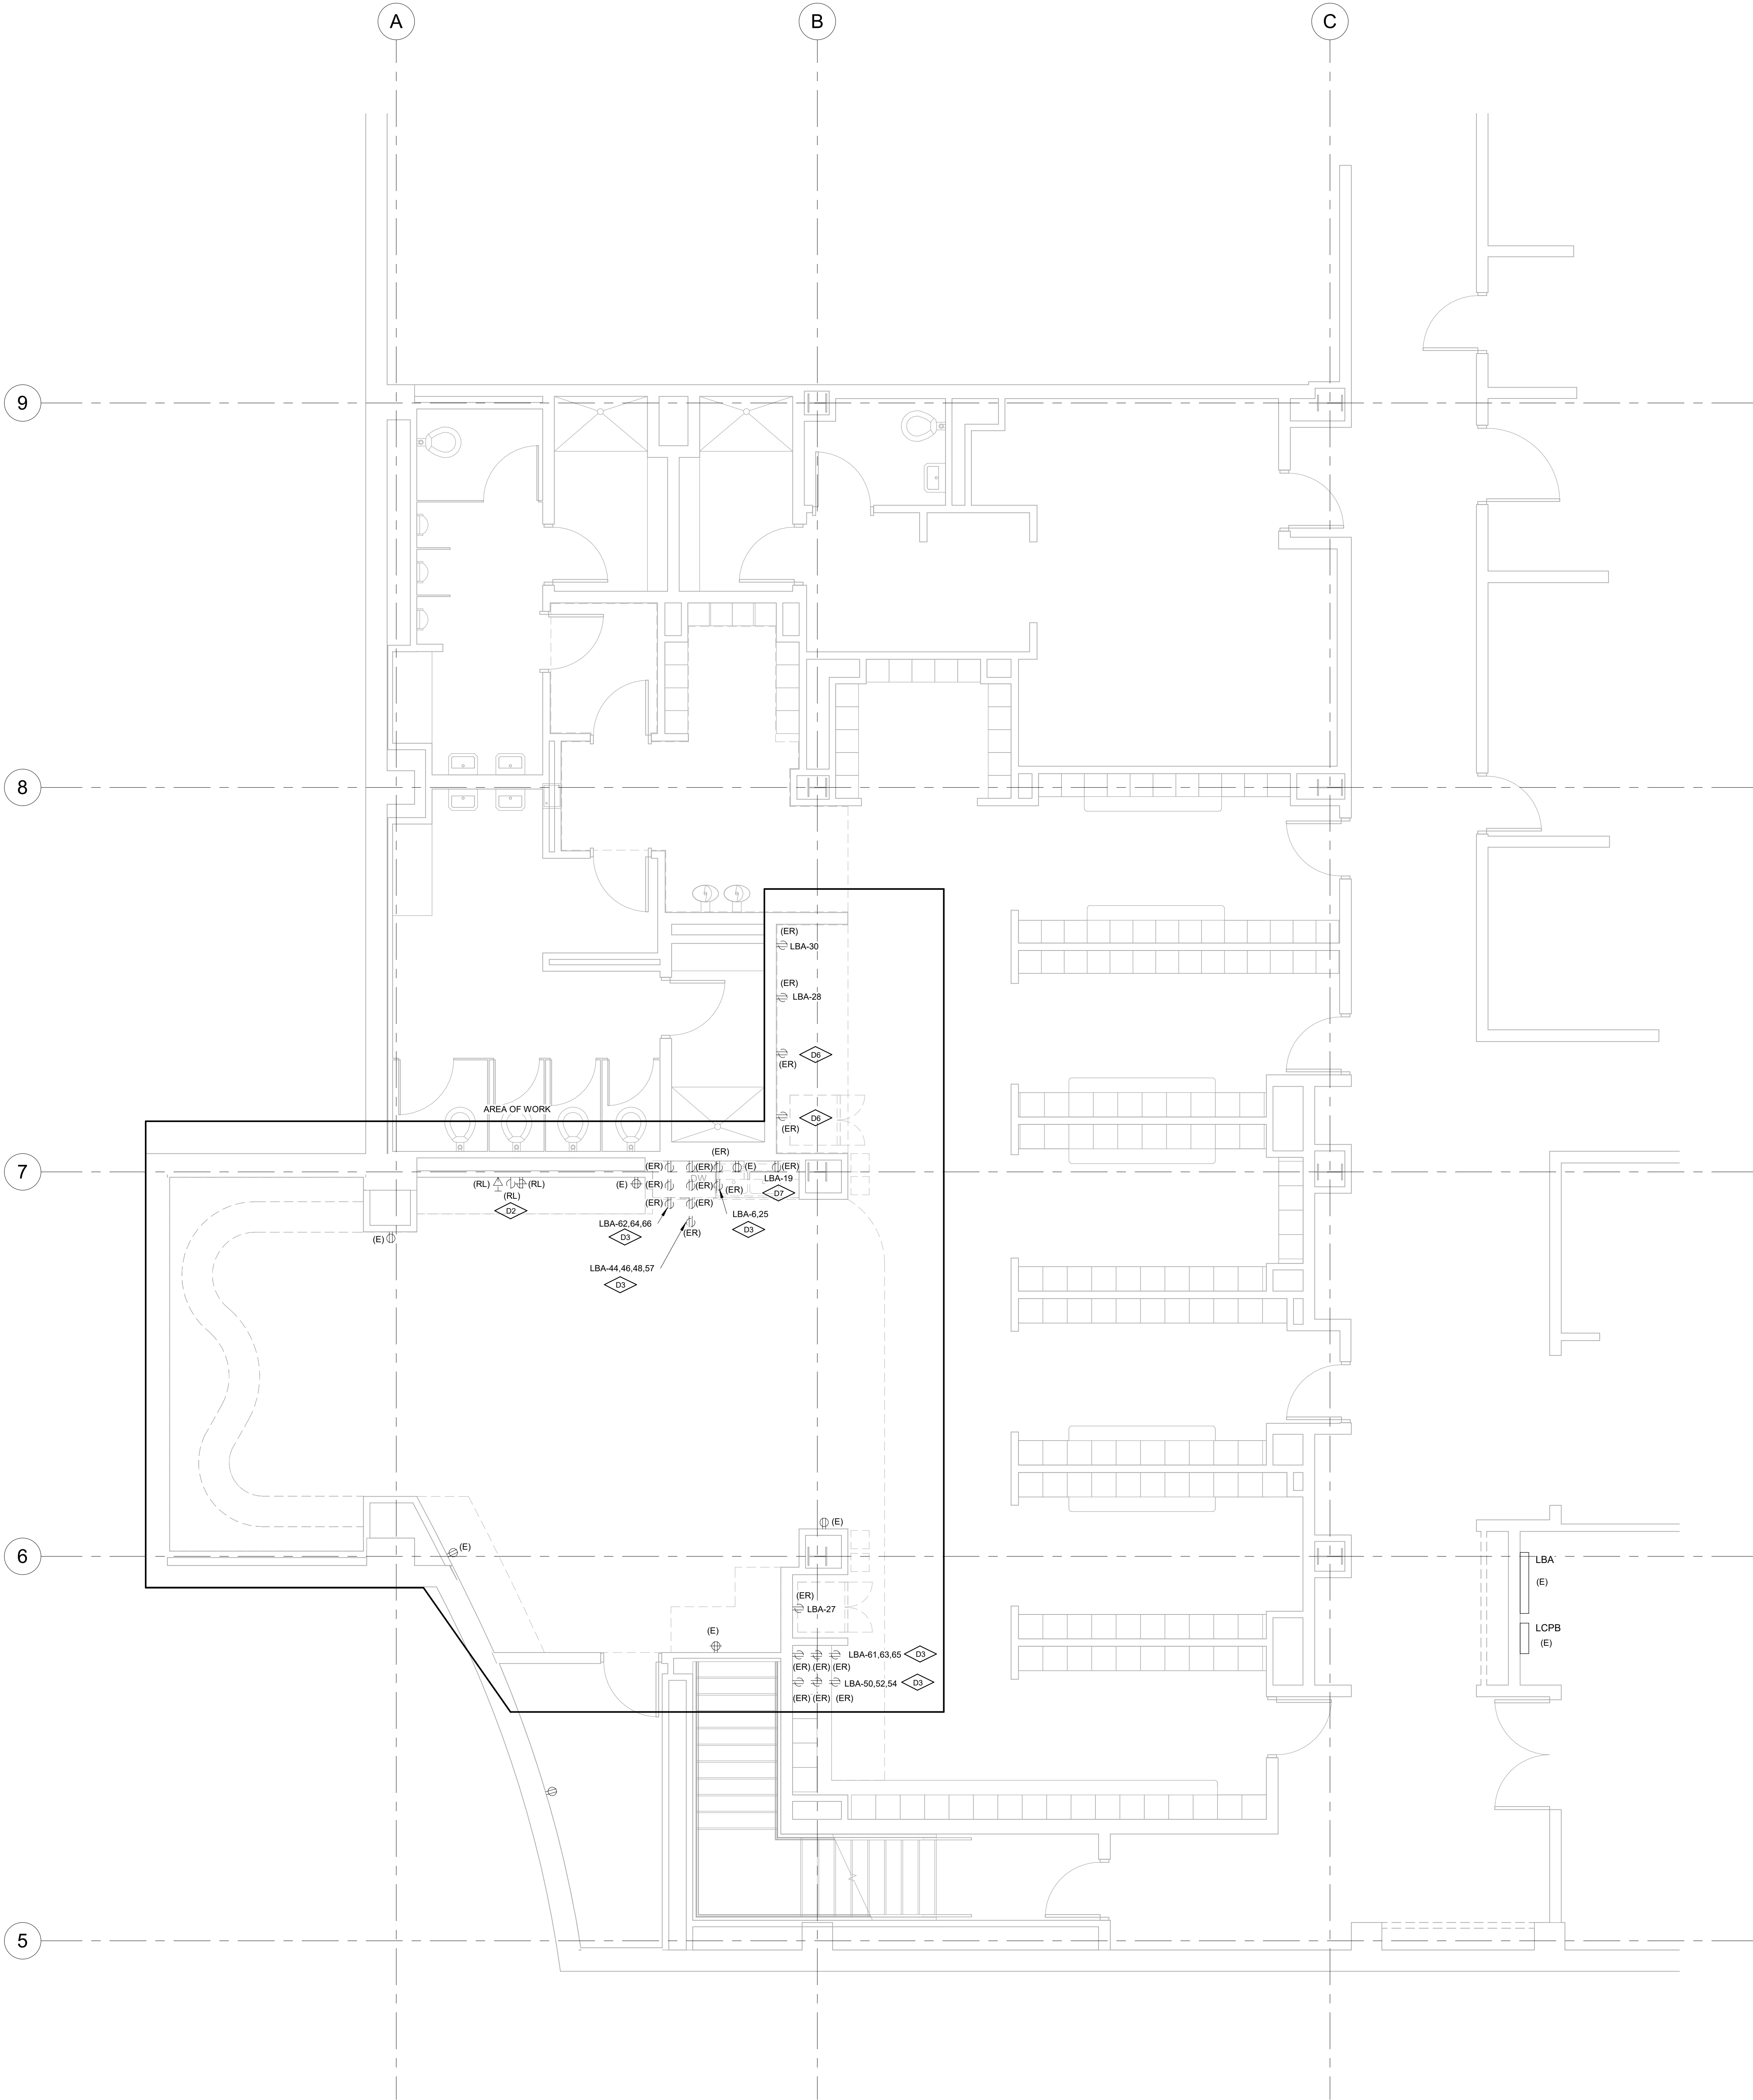 A B C
9
8
(ER)
LBA-30
(ER)
LBA-28
D6
(ER)
AREA OF WORK
D6
(ER)
7
(ER)
(ER) (ER) (E) (ER)
(RL) (RL) (E) (ER) DW (ER) (ER) LBA-19
(RL)
D2
D7
(ER) (ER)
LBA-62,64,66
D3
LBA-6,25
D3
(ER)
(E)
LBA-44,46,48,57
D3
(E)
(E)
6
LBA
(E)
(ER)
LBA-27
LCPB
(E)
(E)
LBA-61,63,65 D3
(ER) (ER) (ER)
LBA-50,52,54 D3
(ER) (ER) (ER)
5